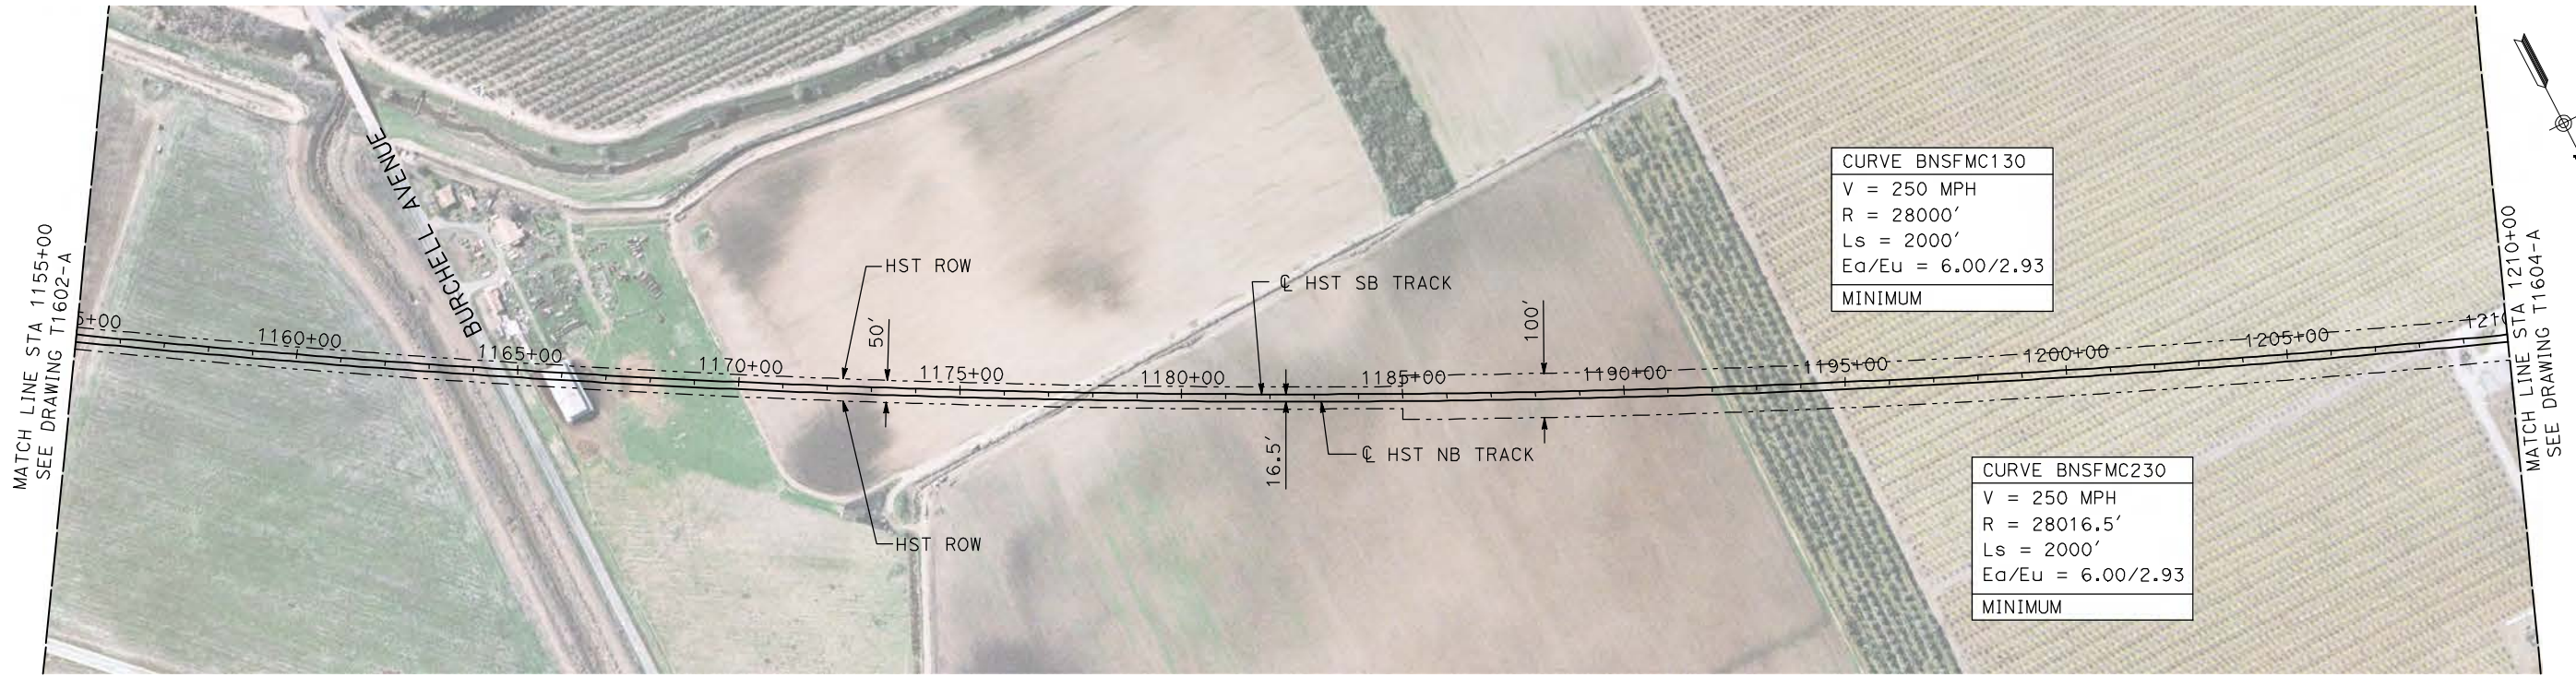 MATCH LINE STA 1155+00
SEE DRAWING T1602-A
BURCHELL AVENUE
5+00
1160+00
1165+00
1170+00
1175+00
1180+00
1185+00
1190+00
1195+00
1200+00
1205+00
1210
HST ROW
50′
HST ROW
℄ HST SB TRACK
16.5′
℄ HST NB TRACK
100′
CURVE BNSFMC130
V = 250 MPH
R = 28000′
Ls = 2000′
Ea/Eu = 6.00/2.93
MINIMUM
CURVE BNSFMC230
V = 250 MPH
R = 28016.5′
Ls = 2000′
Ea/Eu = 6.00/2.93
MINIMUM
MATCH LINE STA 1210+00
SEE DRAWING T1604-A